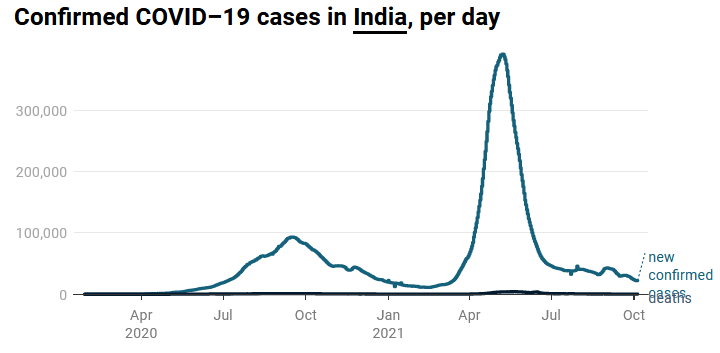 Confirmed COVID–19 cases in India, per day
300,000
200,000
100,000
0
new
confirmed
cases
deaths
Apr
2020
Jul
Oct
Jan
2021
Apr
Jul
Oct